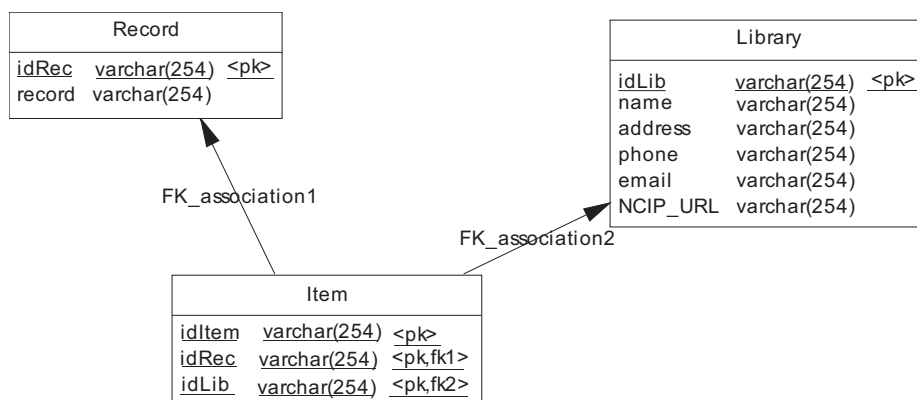 Record
idRec varchar(254) <pk>
record varchar(254)
Library
idLib varchar(254) <pk>
name varchar(254)
address varchar(254)
phone varchar(254)
email varchar(254)
NCIP_URL varchar(254)
FK_association1
FK_association2
Item
idItem varchar(254) <pk>
idRec varchar(254) <pk,fk1>
idLib varchar(254) <pk,fk2>